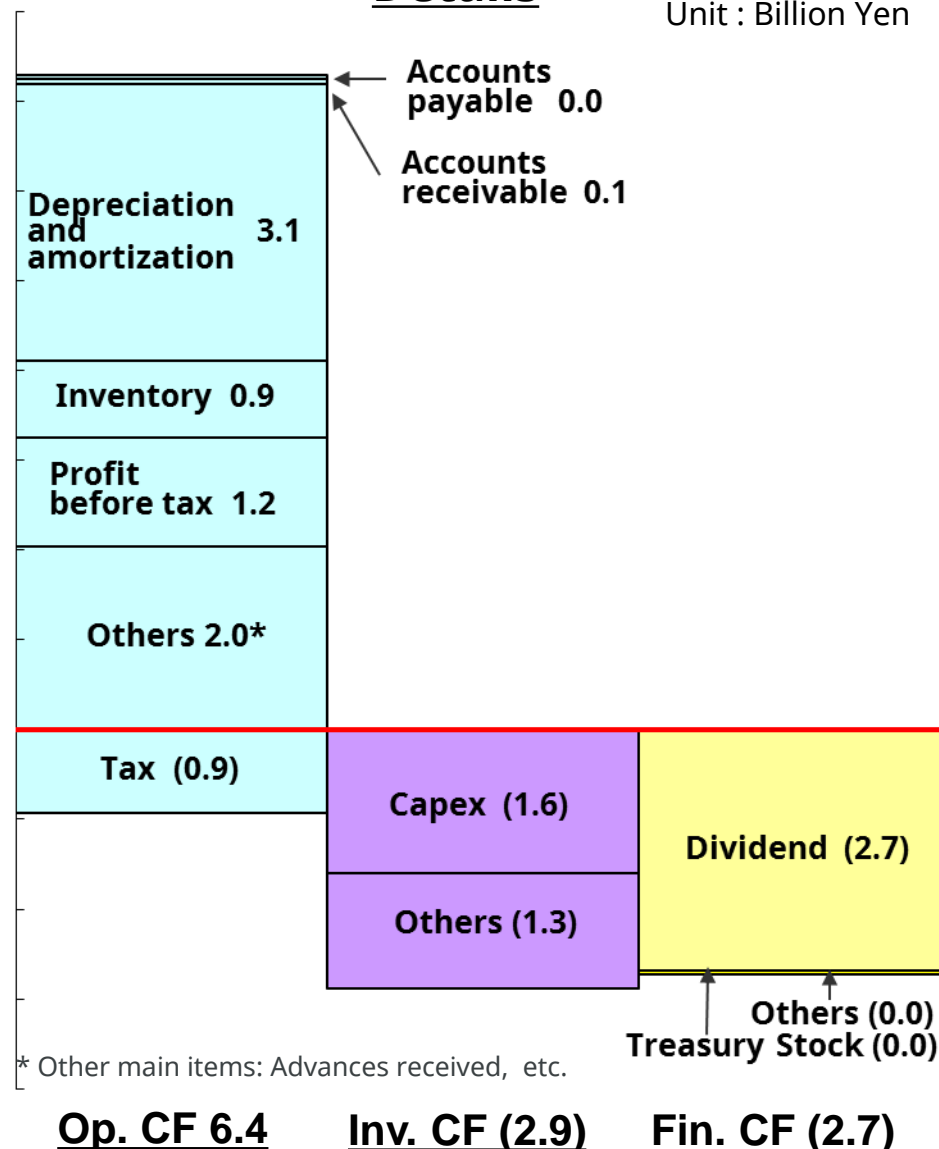 Unit : Billion Yen
Accounts
payable 0.0
Accounts
receivable 0.1
Depreciation
and 3.1
amortization
Inventory 0.9
Profit
before tax 1.2
Others 2.0*
Tax (0.9)
Capex (1.6)
Dividend (2.7)
Others (1.3)
Others (0.0)
Treasury Stock (0.0)
* Other main items: Advances received, etc.
Op. CF 6.4 Inv. CF (2.9) Fin. CF (2.7)